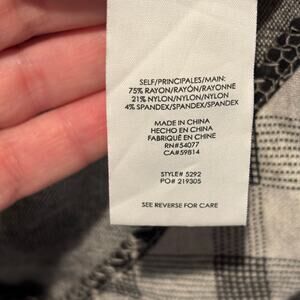 SELF/PRINCIPALES/MAIN:
75% RAYON/RAYÓN/RAYONNE
21% NYLON/NYLON/NYLON
4% SPANDEX/SPANDEX/SPANDEX
MADE IN CHINA
HECHO EN CHINA
FABRIQUÉ EN CHINE
RN#54077
CA#59814
STYLE# 5292
PO# 219305
SEE REVERSE FOR CARE